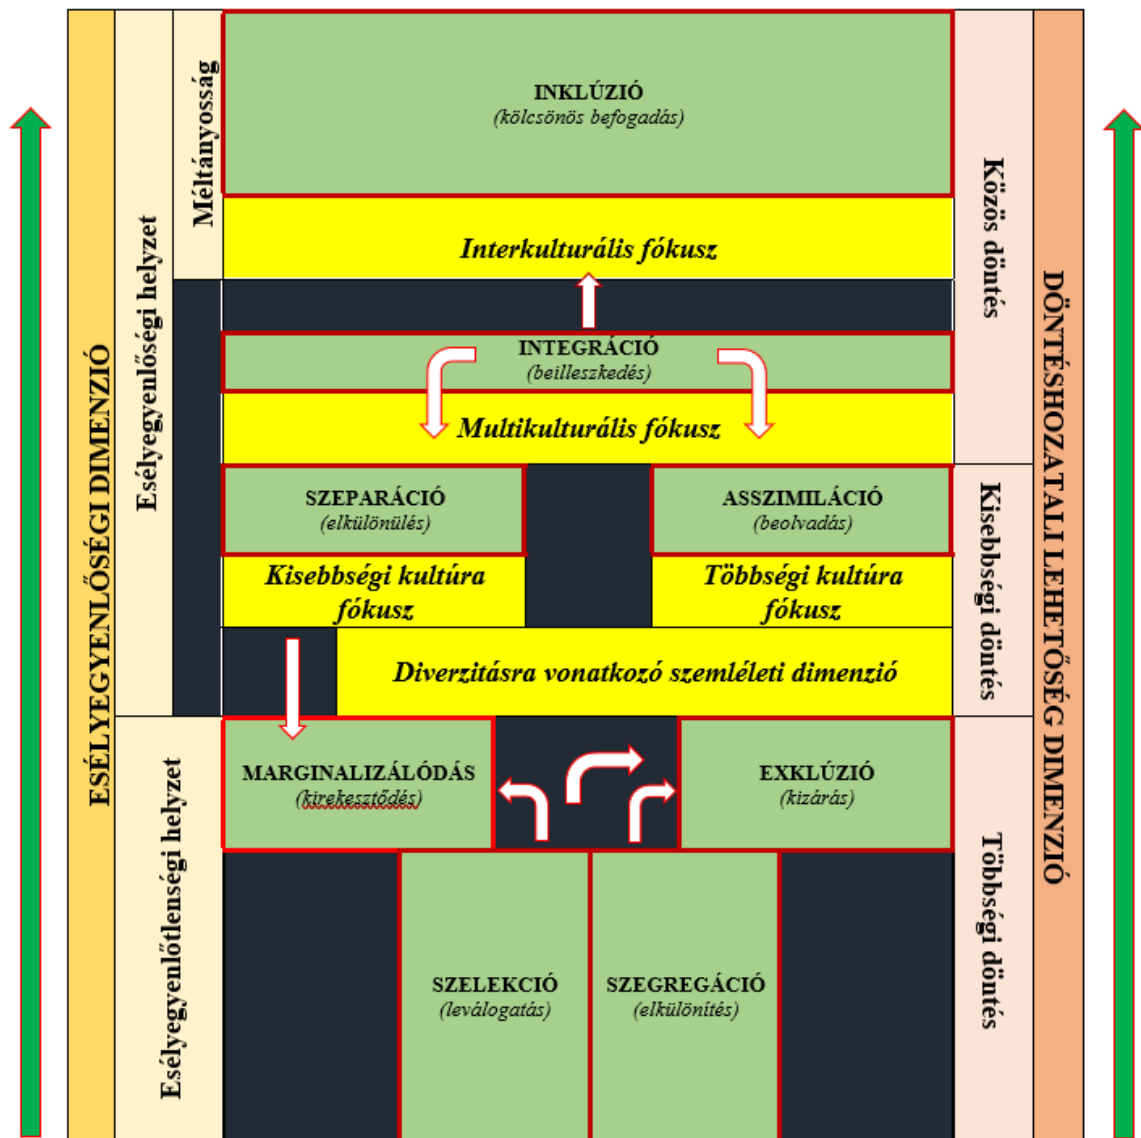 ESÉLYEGYENLŐSÉGI DIMENZIÓ
Esélyegyenlőségi helyzet
Esélyegyenlőtlenségi helyzet
Méltányosság
INKLÚZIÓ
(kölcsönös befogadás)
Interkulturális fókusz
INTEGRÁCIÓ
(beilleszkedés)
Multikulturális fókusz
SZEPARÁCIÓ
(elkülönülés)
ASSZIMILÁCIÓ
(beolvadás)
Kisebbségi kultúra
fókusz
Többségi kultúra
fókusz
Diverzitásra vonatkozó szemléleti dimenzió
MARGINALIZÁLÓDÁS
(kirekesztődés)
EXKLÚZIÓ
(kizárás)
SZELEKCIÓ
(leválogatás)
SZEGREGÁCIÓ
(elkülönítés)
Közös döntés
Kisebbségi döntés
Többségi döntés
DÖNTÉSHOZATALI LEHETŐSÉG DIMENZIÓ